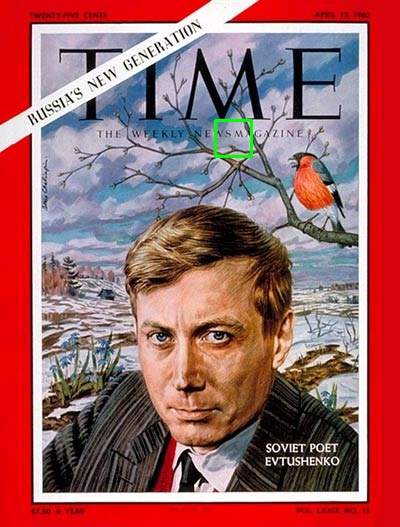 TWENTY-FIVE CENTS
APRIL 13, 1962
RUSSIA'S NEW GENERATION
TIME
THE WEEKLY NEWSMAGAZINE
SOVIET POET
EVTUSHENKO
$7.50 A YEAR
VOL. LXXIX NO. 15